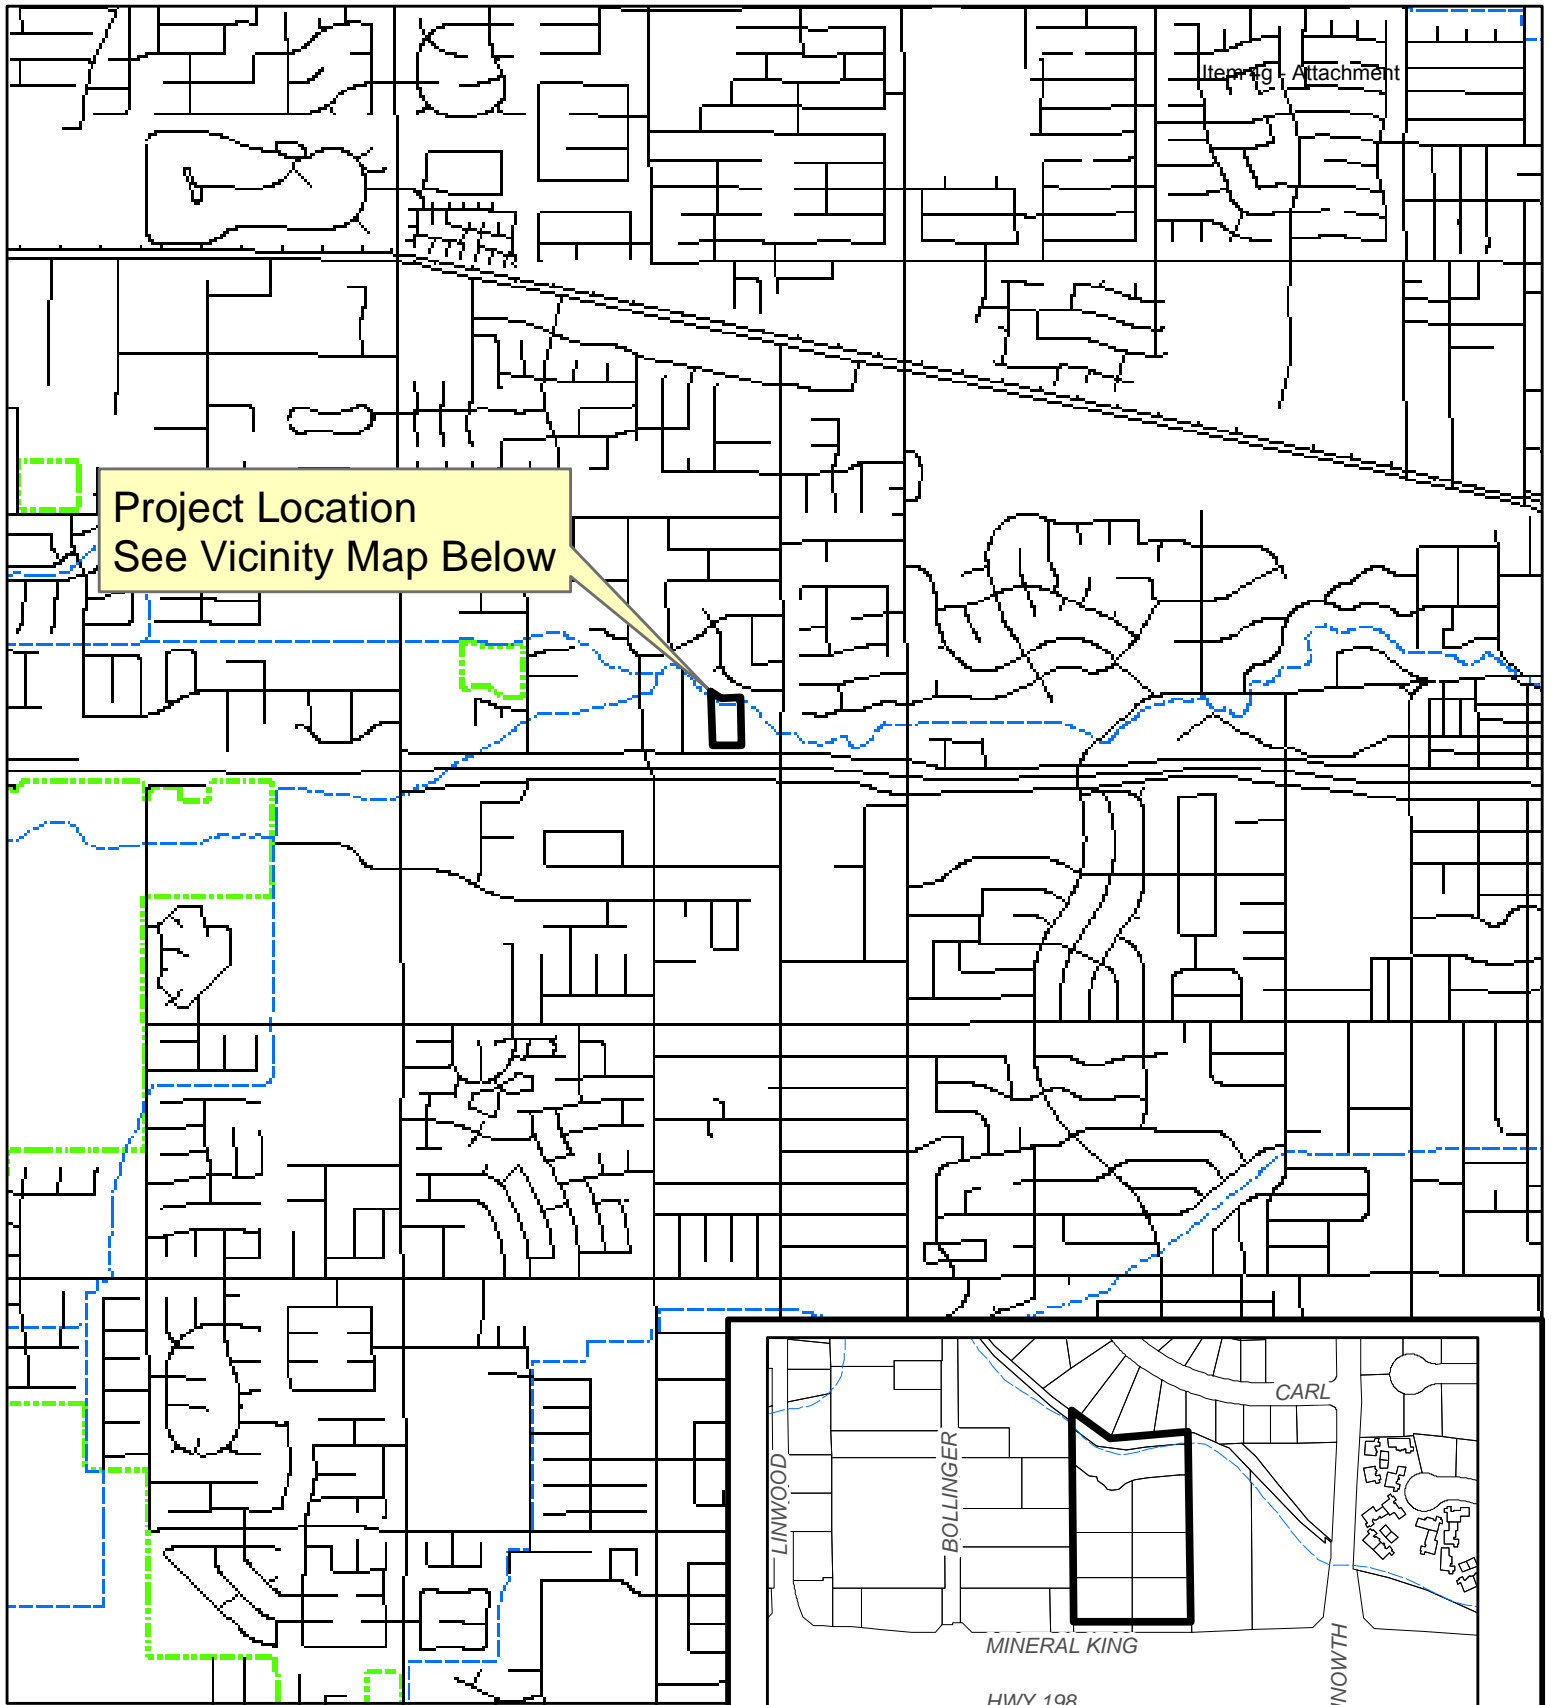 Item 4g - Attachment
Project Location
See Vicinity Map Below
CARL
LINWOOD
BOLLINGER
MINERAL KING
HWY 198